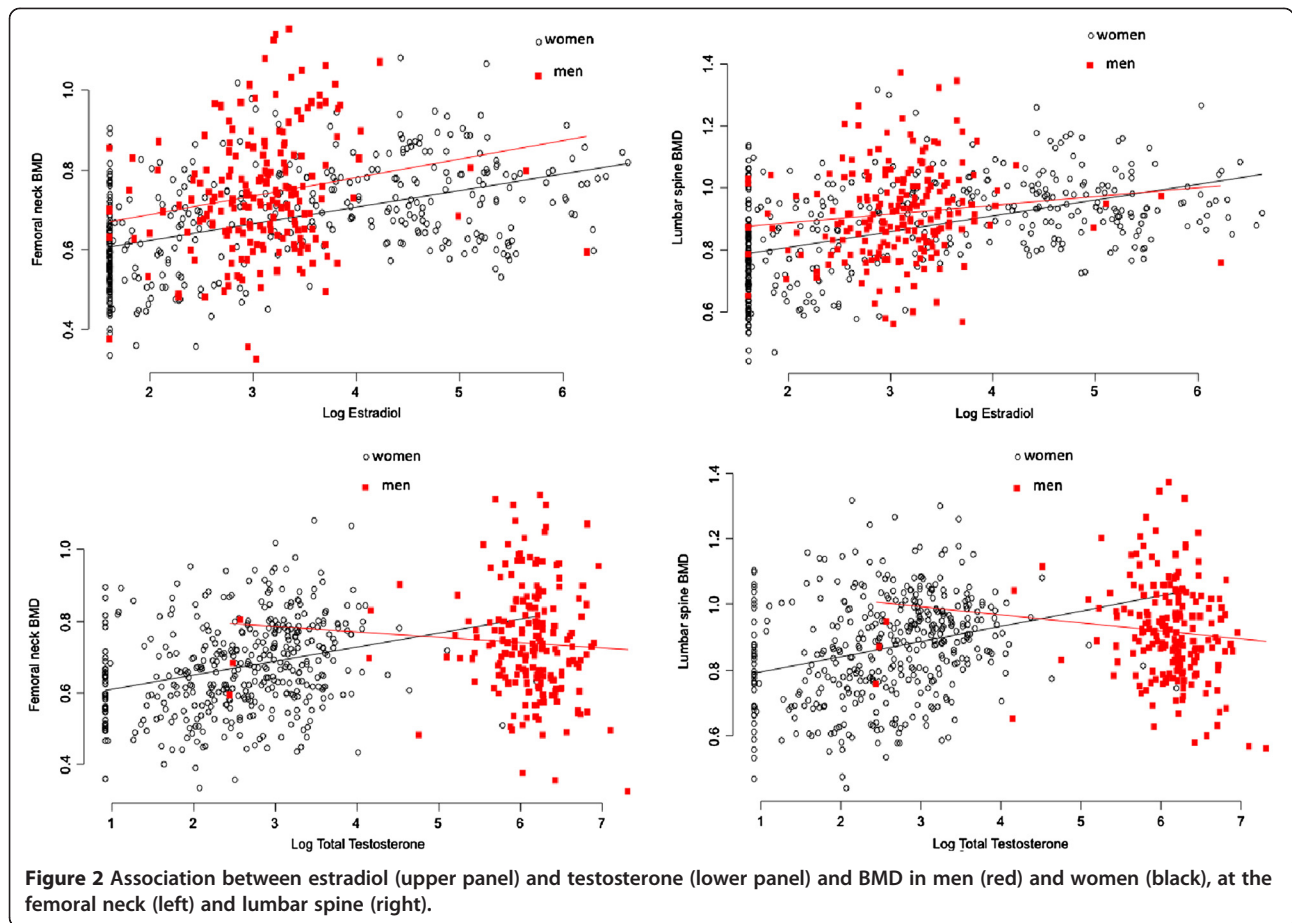 women
men
Femoral neck BMD
1.0
0.8
0.6
0.4
2 3 4 5 6
Log Estradiol
women
men
Lumbar spine BMD
1.4
1.2
1.0
0.8
0.6
2 3 4 5 6
Log Estradiol
women
men
Femoral neck BMD
1.0
0.8
0.6
0.4
1 2 3 4 5 6 7
Log Total Testosterone
women
men
Lumbar spine BMD
1.4
1.2
1.0
0.8
0.6
1 2 3 4 5 6 7
Log Total Testosterone
Figure 2 Association between estradiol (upper panel) and testosterone (lower panel) and BMD in men (red) and women (black), at the
femoral neck (left) and lumbar spine (right).